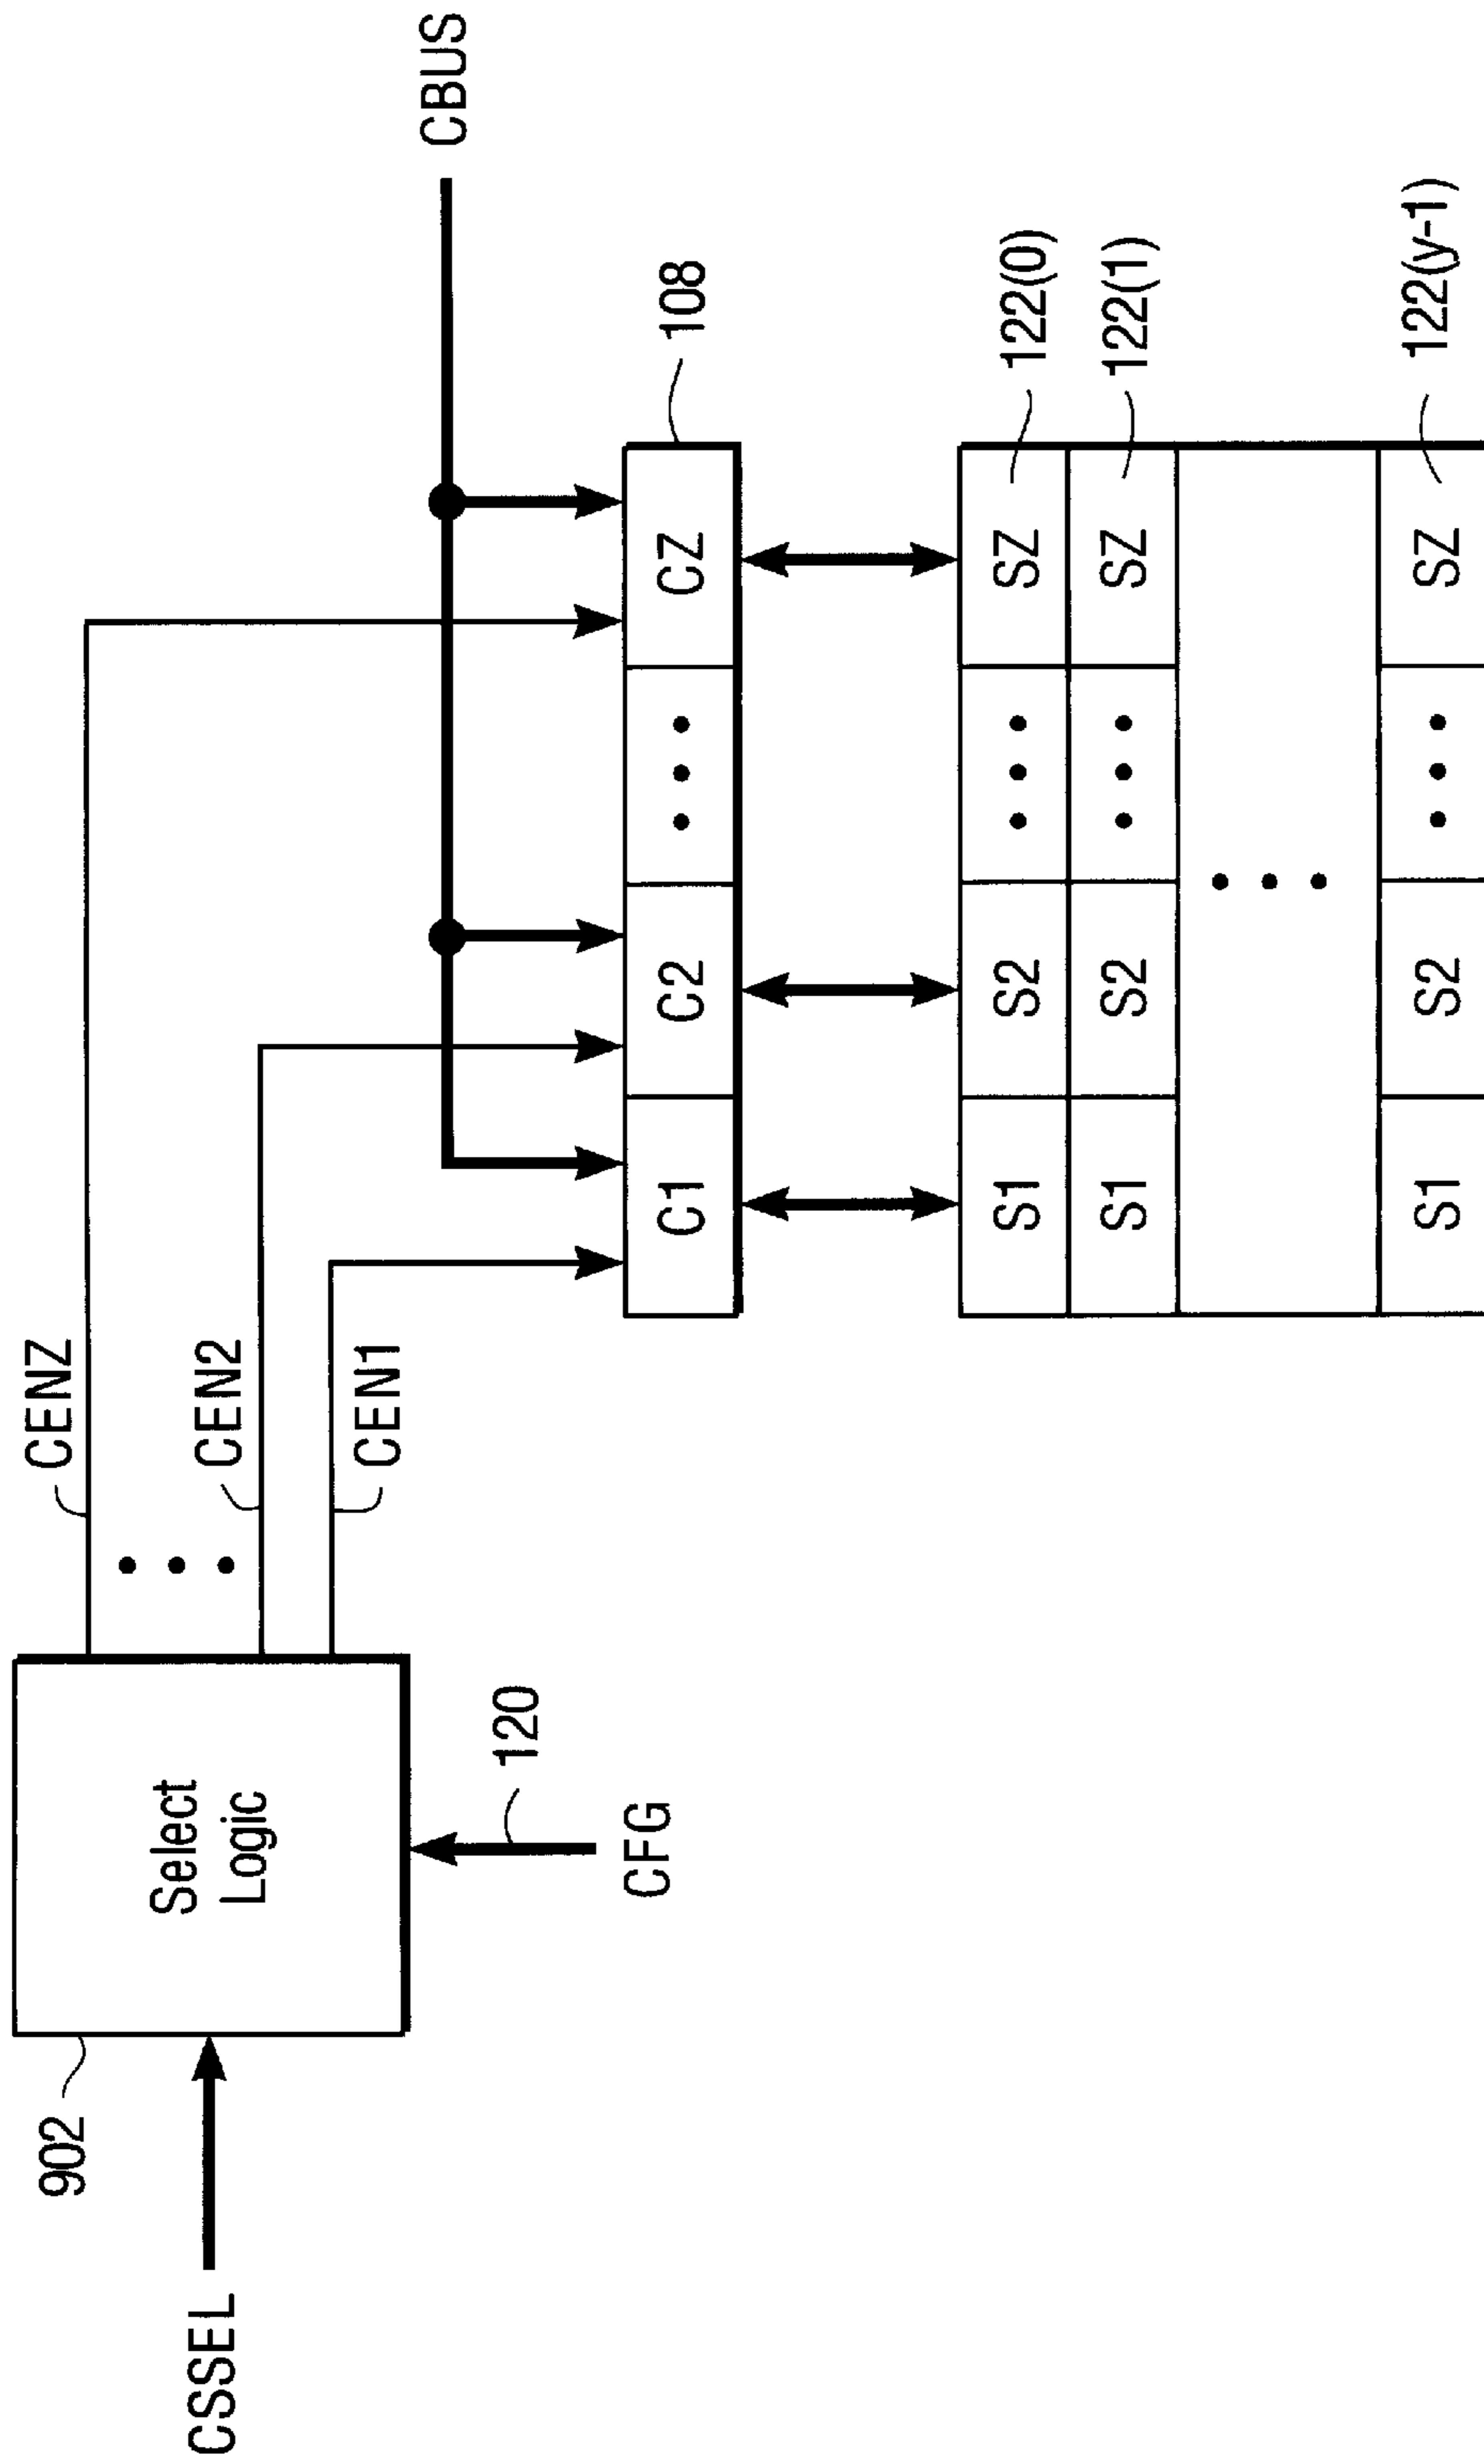 CSSEL
902
Select
Logic
120
CFG
CENZ
CEN2
CEN1
CBUS
C1
C2
CZ
108
S1
S2
SZ
122(0)
S1
S2
SZ
122(1)
S1
S2
SZ
122(y-1)